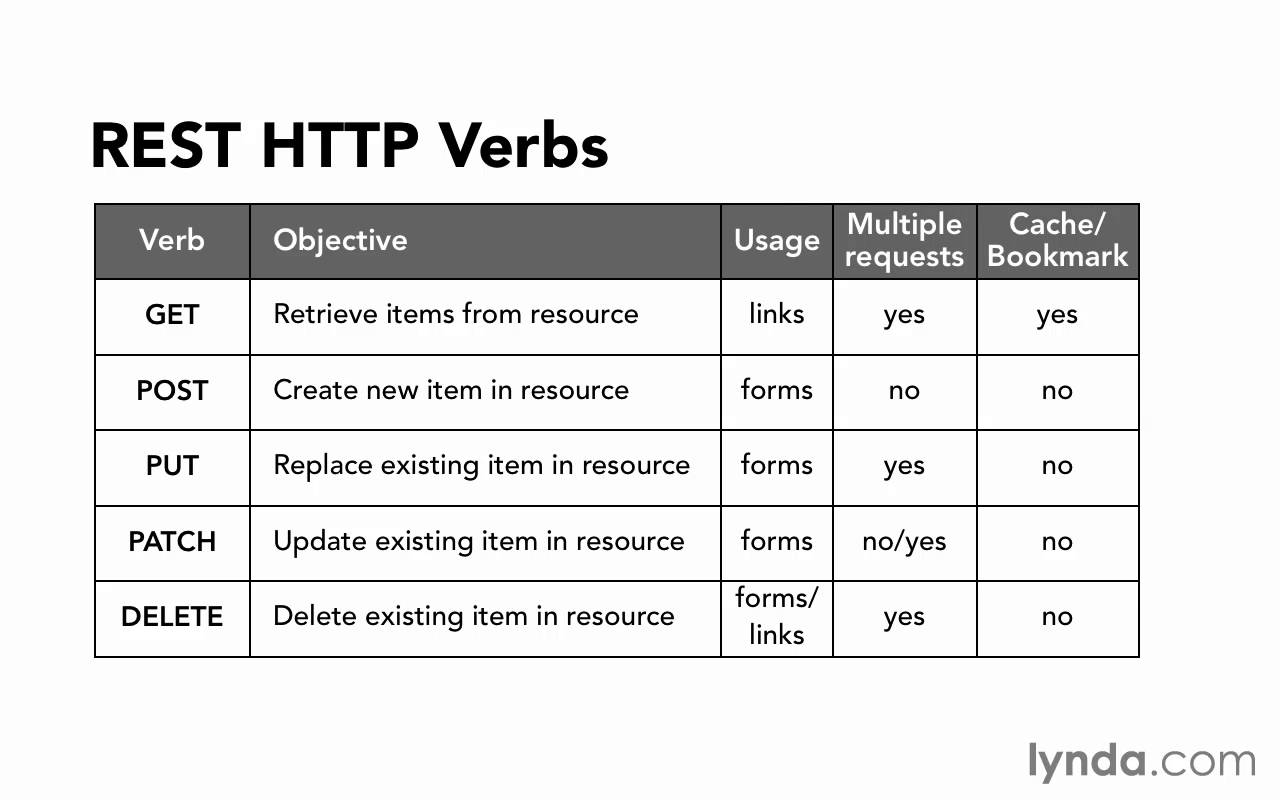 REST HTTP Verbs
Verb Objective Usage Multiple requests Cache/ Bookmark
GET Retrieve items from resource links yes yes
POST Create new item in resource forms no no
PUT Replace existing item in resource forms yes no
PATCH Update existing item in resource forms no/yes no
DELETE Delete existing item in resource forms/ links yes no
lynda.com